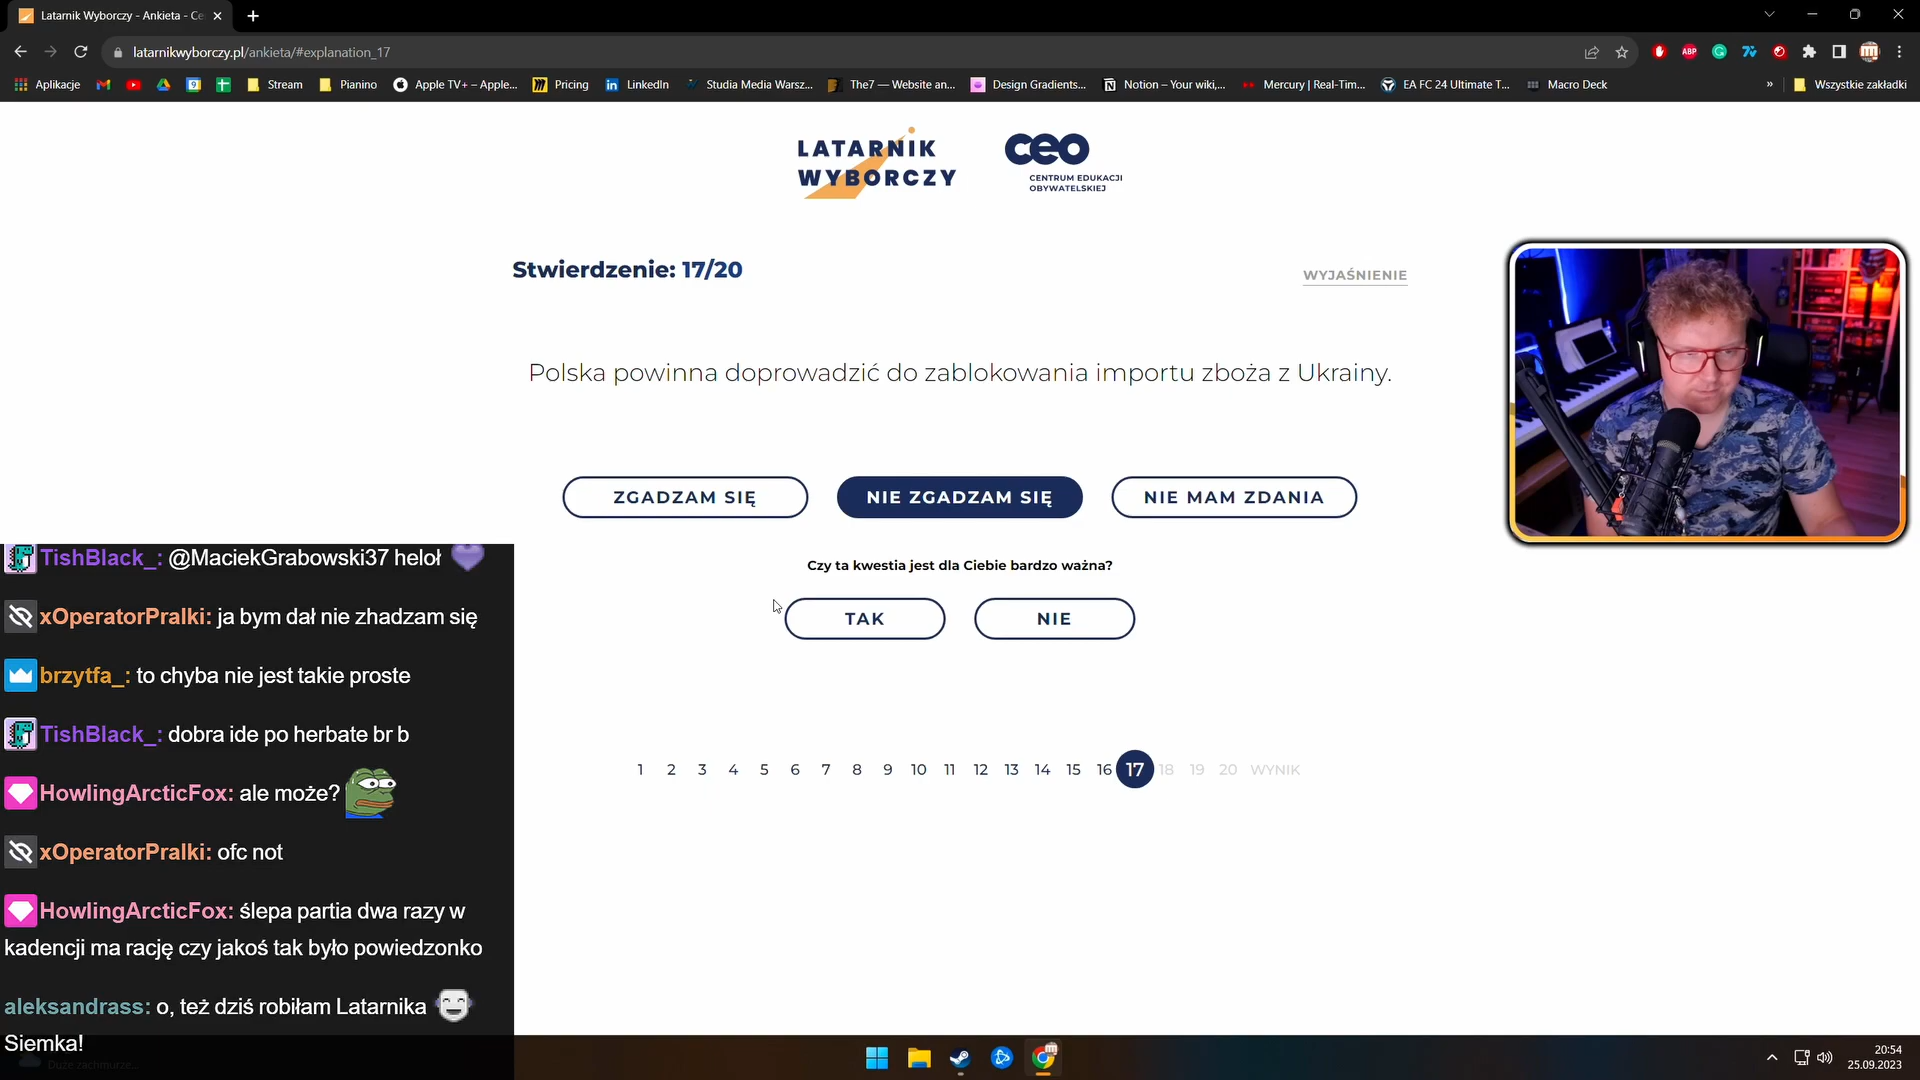 Latarnik Wyborczy - Ankieta - Ce
latarnikwyborczy.pl/ankieta/#explanation_17
Aplikacje
Stream
Pianino
Apple TV+ – Apple...
Pricing
LinkedIn
Studia Media Warsz...
The7 — Website an...
Design Gradients...
Notion – Your wiki,...
Mercury | Real-Tim...
EA FC 24 Ultimate T...
Macro Deck
»
Wszystkie zakładki
ABP
LATARNIK
WYBORCZY
ceo
CENTRUM EDUKACJI
OBYWATELSKIEJ
Stwierdzenie: 17/20
WYJAŚNIENIE
Polska powinna doprowadzić do zablokowania importu zboża z Ukrainy.
ZGADZAM SIĘ
NIE ZGADZAM SIĘ
NIE MAM ZDANIA
Czy ta kwestia jest dla Ciebie bardzo ważna?
TAK
NIE
1 2 3 4 5 6 7 8 9 10 11 12 13 14 15 16 17 18 19 20 WYNIK
TishBlack_: @MaciekGrabowski37 heloł
xOperatorPralki: ja bym dał nie zhadzam się
brzytfa_: to chyba nie jest takie proste
TishBlack_: dobra ide po herbate br b
HowlingArcticFox: ale może?
xOperatorPralki: ofc not
HowlingArcticFox: ślepa partia dwa razy w
kadencji ma rację czy jakoś tak było powiedzonko
aleksandrass: o, też dziś robiłam Latarnika
Siemka!
Duże zachmurze...
20:54
25.09.2023